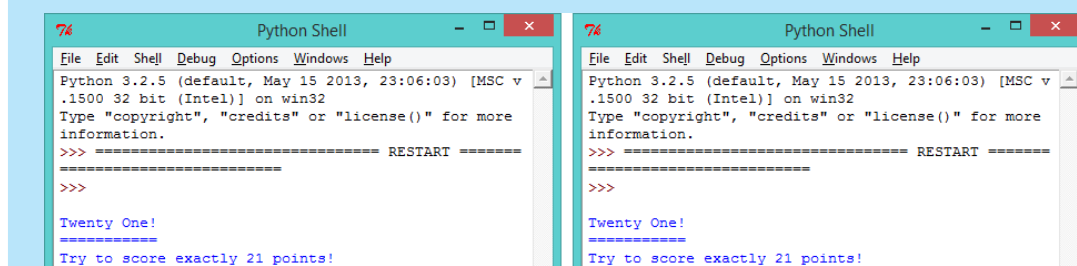 Python Shell
File Edit Shell Debug Options Windows Help
Python 3.2.5 (default, May 15 2013, 23:06:03) [MSC v
.1500 32 bit (Intel)] on win32
Type "copyright", "credits" or "license()" for more
information.
>>> ================================ RESTART =======
=========================
>>>
Twenty One!
===========
Try to score exactly 21 points!
Python Shell
File Edit Shell Debug Options Windows Help
Python 3.2.5 (default, May 15 2013, 23:06:03) [MSC v
.1500 32 bit (Intel)] on win32
Type "copyright", "credits" or "license()" for more
information.
>>> ================================ RESTART =======
=========================
>>>
Twenty One!
===========
Try to score exactly 21 points!